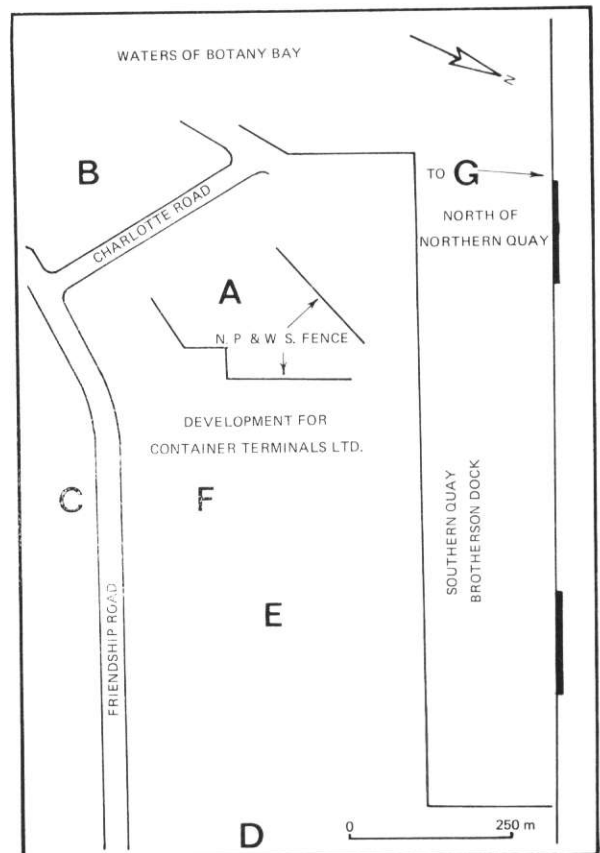 WATERS OF BOTANY BAY
N
B
TO G
CHARLOTTE ROAD
NORTH OF
NORTHERN QUAY
A
N. P & W S. FENCE
DEVELOPMENT FOR
CONTAINER TERMINALS LTD.
C
F
SOUTHERN QUAY
BROTHERSON DOCK
E
FRIENDSHIP ROAD
D
0 250 m